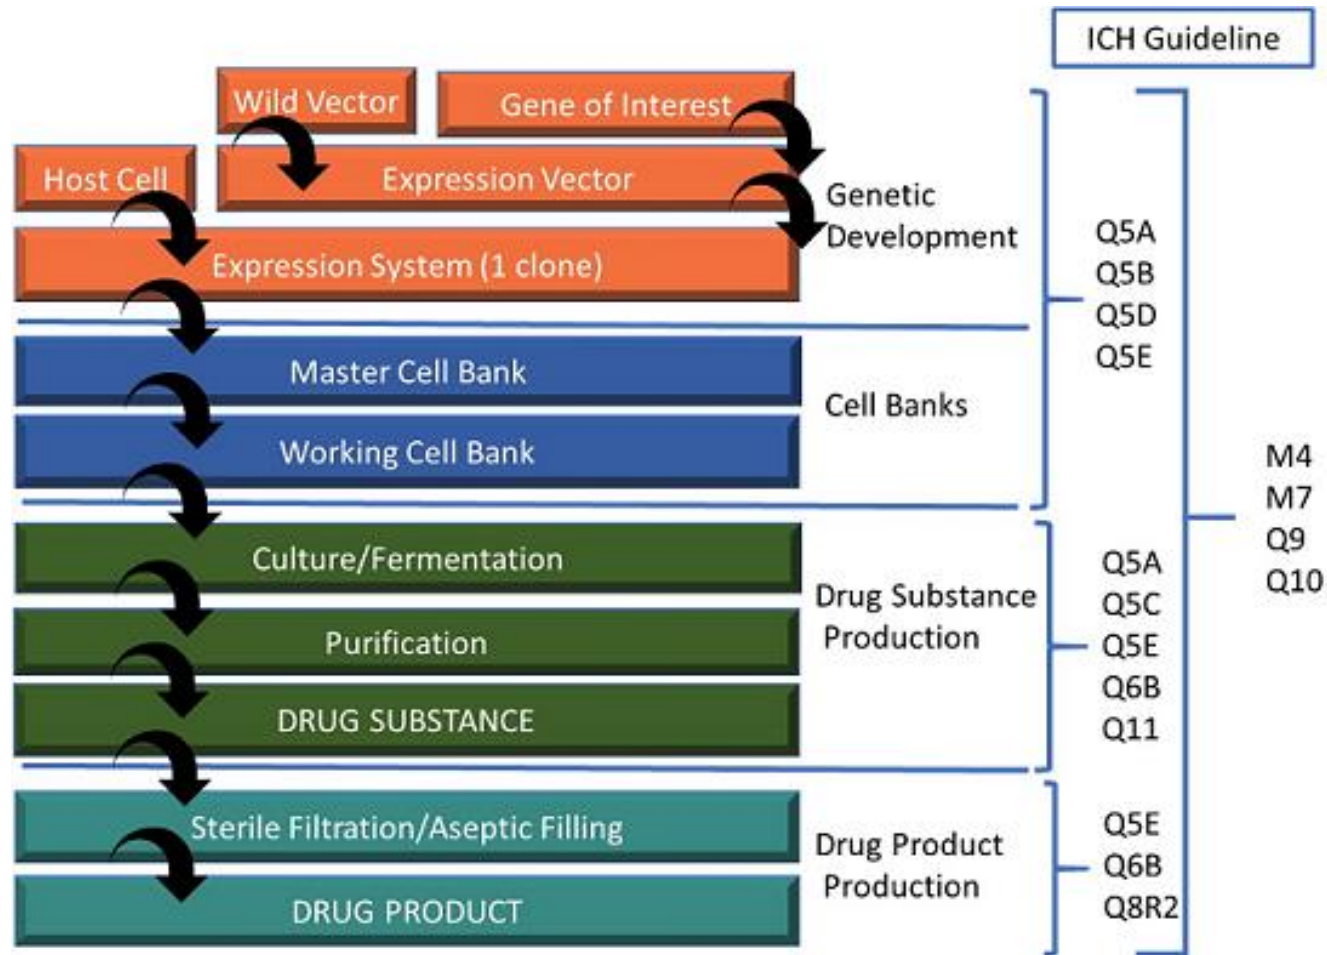 ICH Guideline
Wild Vector
Gene of Interest
Host Cell
Expression Vector
Expression System (1 clone)
Genetic
Development
Q5A
Q5B
Q5D
Q5E
Master Cell Bank
Working Cell Bank
Cell Banks
Culture/Fermentation
Purification
DRUG SUBSTANCE
Drug Substance
Production
Q5A
Q5C
Q5E
Q6B
Q11
Sterile Filtration/Aseptic Filling
DRUG PRODUCT
Drug Product
Production
Q5E
Q6B
Q8R2
M4
M7
Q9
Q10